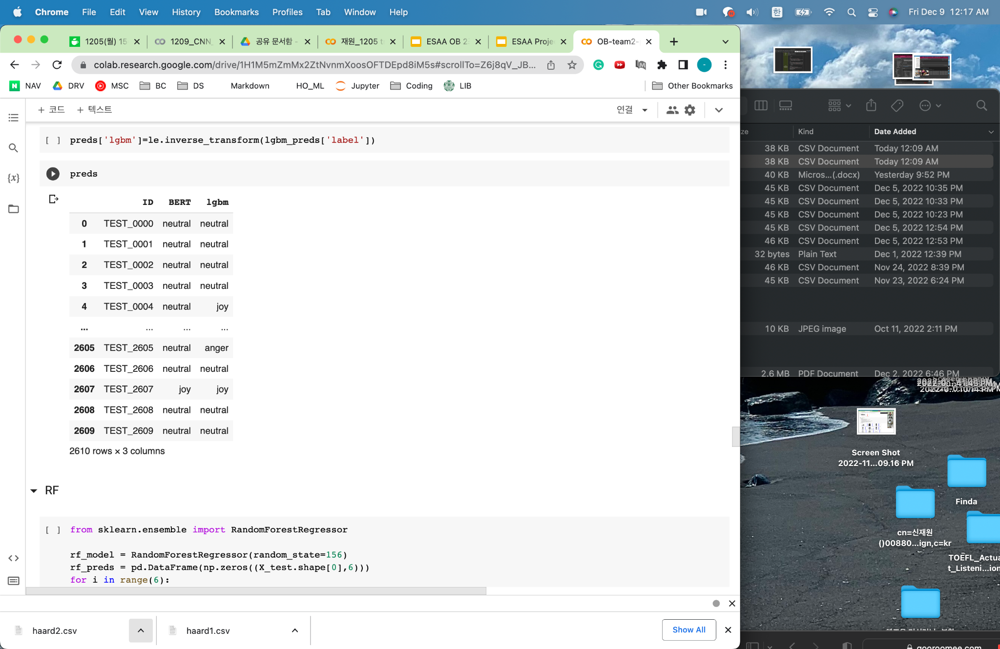 Chrome File Edit View History Bookmarks Profiles Tab Window Help 한 Fri Dec 9 12:17 AM
1205(월) 15 1209_CNN_ 공유 문서함 - 재원_1205 t ESAA OB 2 ESAA Proje OB-team2-
colab.research.google.com/drive/1H1M5mZmMx2ZtNvnmXoosOFTDEpd8iM5s#scrollTo=Z6j8qV_JB...
N NAV DRV MSC BC DS Markdown HO_ML Jupyter Coding LIB Other Bookmarks
+ 코드 + 텍스트 연결
[ ] preds['lgbm']=le.inverse_transform(lgbm_preds['label'])
{x}
preds
ID BERT lgbm
0 TEST_0000 neutral neutral
1 TEST_0001 neutral neutral
2 TEST_0002 neutral neutral
3 TEST_0003 neutral neutral
4 TEST_0004 neutral joy
... ... ... ...
2605 TEST_2605 neutral anger
2606 TEST_2606 neutral neutral
2607 TEST_2607 joy joy
2608 TEST_2608 neutral neutral
2609 TEST_2609 neutral neutral
2610 rows × 3 columns
RF
[ ] from sklearn.ensemble import RandomForestRegressor
rf_model = RandomForestRegressor(random_state=156)
rf_preds = pd.DataFrame(np.zeros((X_test.shape[0],6)))
for i in range(6):
haard2.csv haard1.csv Show All
ze Kind Date Added
38 KB CSV Document Today 12:09 AM
38 KB CSV Document Today 12:09 AM
40 KB Micros...(.docx) Yesterday 9:52 PM
45 KB CSV Document Dec 5, 2022 10:35 PM
45 KB CSV Document Dec 5, 2022 10:33 PM
45 KB CSV Document Dec 5, 2022 10:23 PM
45 KB CSV Document Dec 5, 2022 12:54 PM
46 KB CSV Document Dec 5, 2022 12:53 PM
32 bytes Plain Text Dec 1, 2022 12:39 PM
46 KB CSV Document Nov 24, 2022 8:39 PM
45 KB CSV Document Nov 23, 2022 6:24 PM
10 KB JPEG image Oct 11, 2022 2:11 PM
2.6 MB PDF Document Dec 2, 2022 6:46 PM
Screen Shot
2022-11...09.16 PM
Finda
cn=신재원
()00880...ign,c=kr
TOEFL_Actua
t_Listeni...ion
gooroomee.com